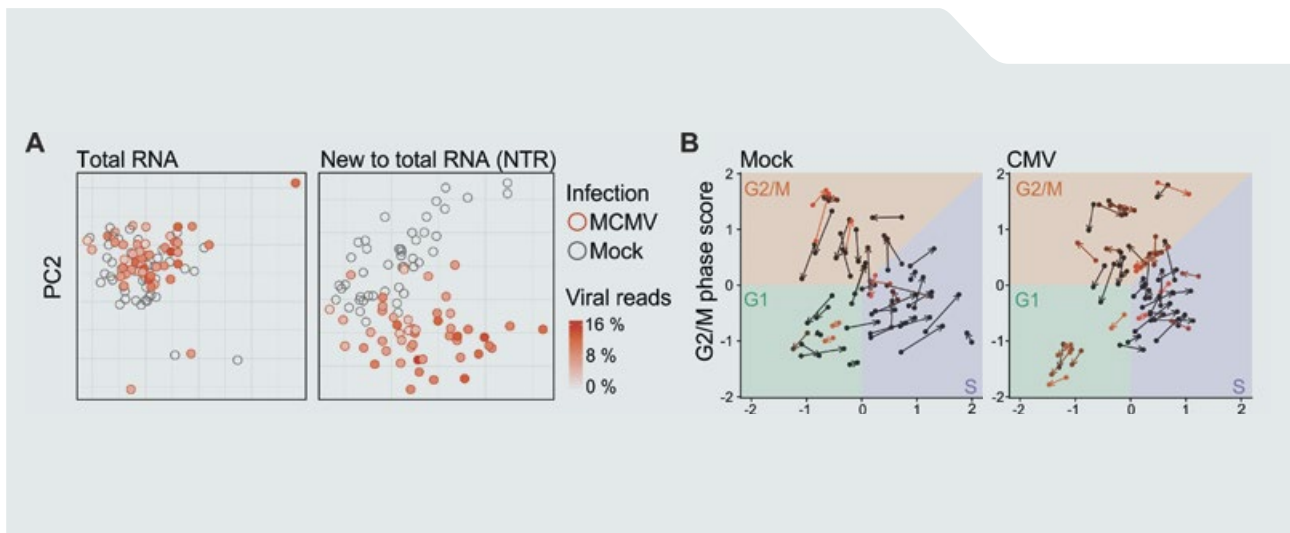 A
Total RNA
New to total RNA (NTR)
PC2
Infection
MCMV
Mock
Viral reads
16 %
8 %
0 %
B
Mock
CMV
G2/M phase score
2
1
0
-1
-2
G2/M
G1
S
-2
-1
0
1
2
2
1
0
-1
-2
G2/M
G1
S
-2
-1
0
1
2